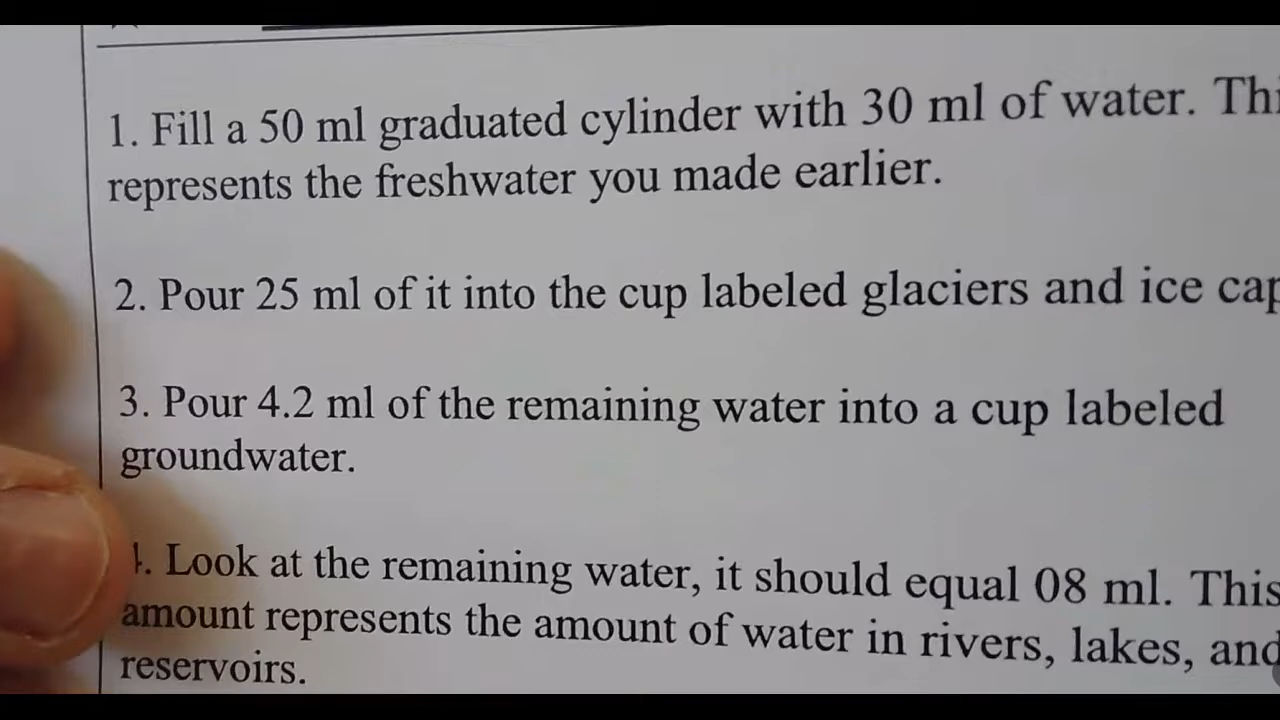 1. Fill a 50 ml graduated cylinder with 30 ml of water.
represents the freshwater you made earlier.
2. Pour 25 ml of it into the cup labeled glaciers and ice
3. Pour 4.2 ml of the remaining water into a cup labeled
groundwater.
. Look at the remaining water, it should equal 08 ml. This
amount represents the amount of water in rivers, lakes, and
reservoirs.